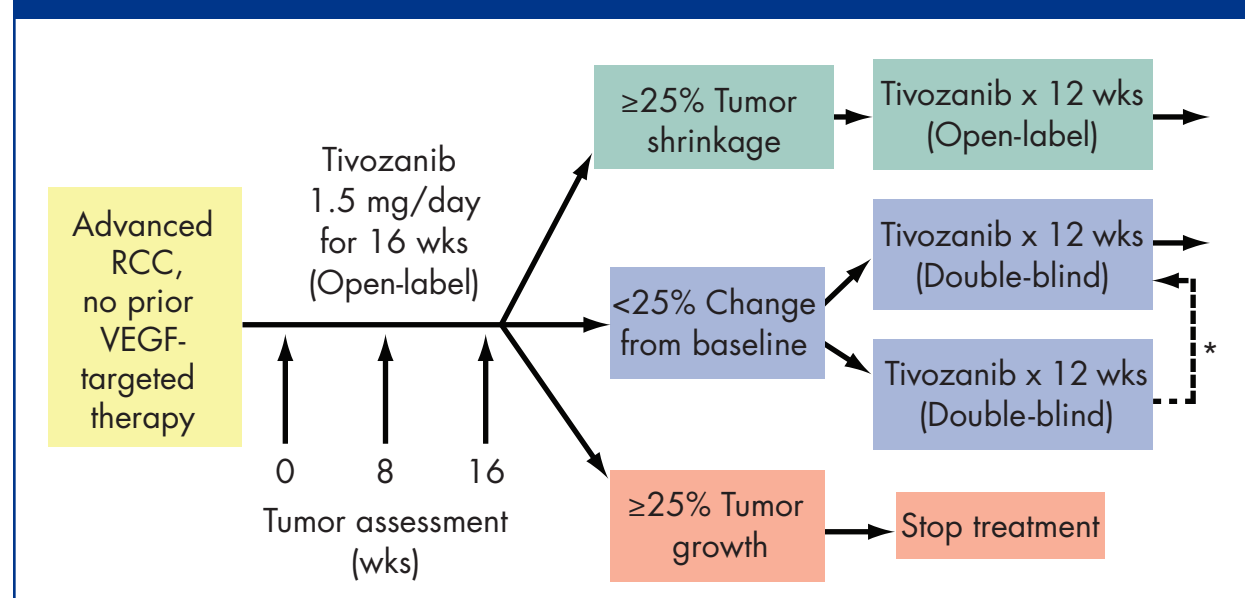 Advanced
RCC,
no prior
VEGF-
targeted
therapy
Tivozanib
1.5 mg/day
for 16 wks
(Open-label)
0
8
16
Tumor assessment
(wks)
≥25% Tumor
shrinkage
Tivozanib x 12 wks
(Open-label)
<25% Change
from baseline
Tivozanib x 12 wks
(Double-blind)
Tivozanib x 12 wks
(Double-blind)
*
≥25% Tumor
growth
Stop treatment